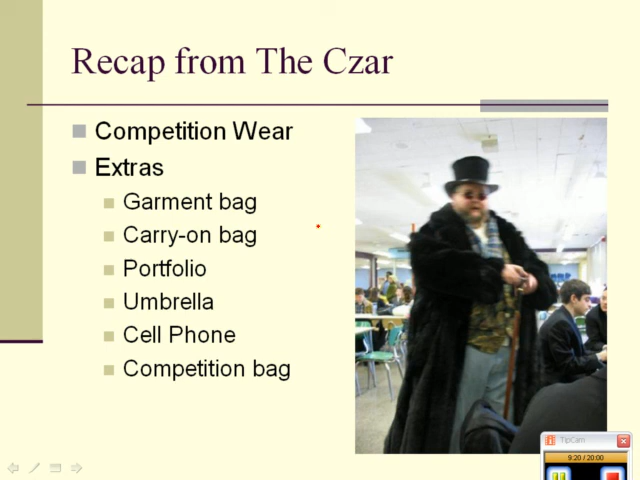 Recap from The Czar
Competition Wear
Extras
Garment bag
Carry-on bag
Portfolio
Umbrella
Cell Phone
Competition bag
TipCam
9:20 / 20:00